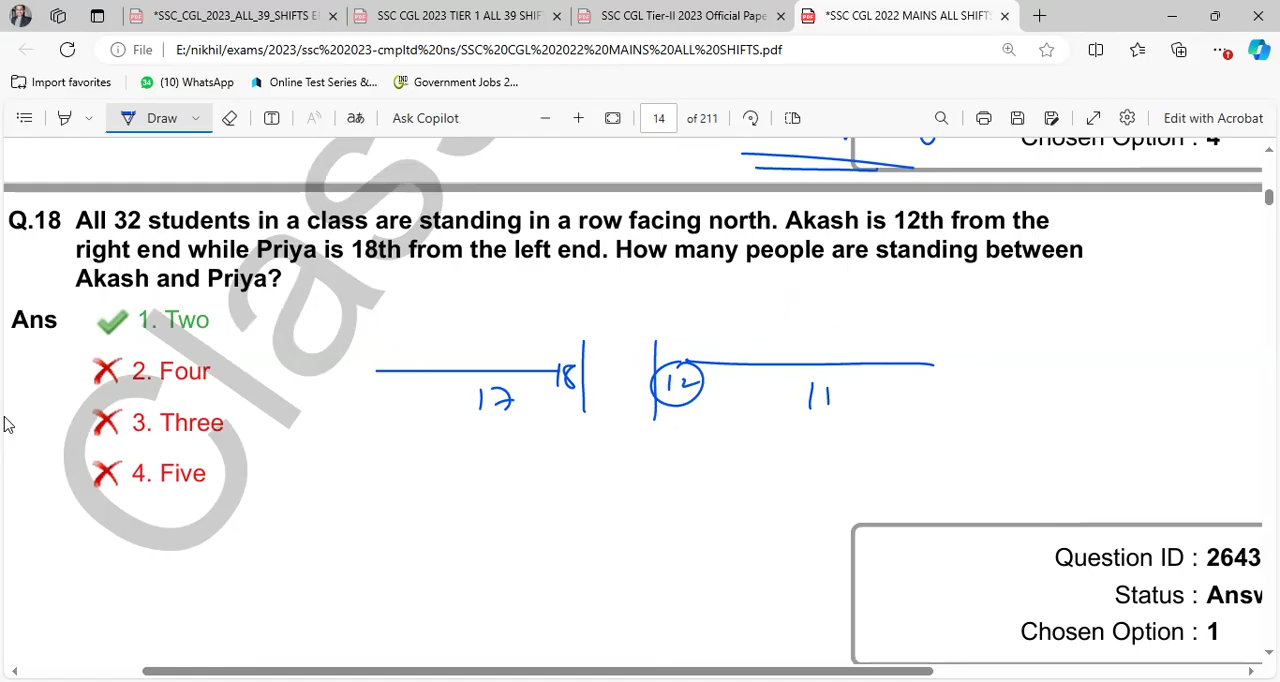 *SSC_CGL_2023_ALL_39_SHIFTS E
SSC CGL 2023 TIER 1 ALL 39 SHIF
SSC CGL Tier-II 2023 Official Pape
*SSC CGL 2022 MAINS ALL SHIFTS
File
E:/nikhil/exams/2023/ssc%202023-cmpltd%20ns/SSC%20CGL%202022%20MAINS%20ALL%20SHIFTS.pdf
Import favorites
34
(10) WhatsApp
Online Test Series &...
Government Jobs 2...
Draw
Ask Copilot
14
of 211
Edit with Acrobat
Chosen Option : 4
Q.18 All 32 students in a class are standing in a row facing north. Akash is 12th from the
right end while Priya is 18th from the left end. How many people are standing between
Akash and Priya?
Ans
1. Two
2. Four
3. Three
4. Five
18
12
17
11
Class
Question ID : 2643
Status : Answ
Chosen Option : 1